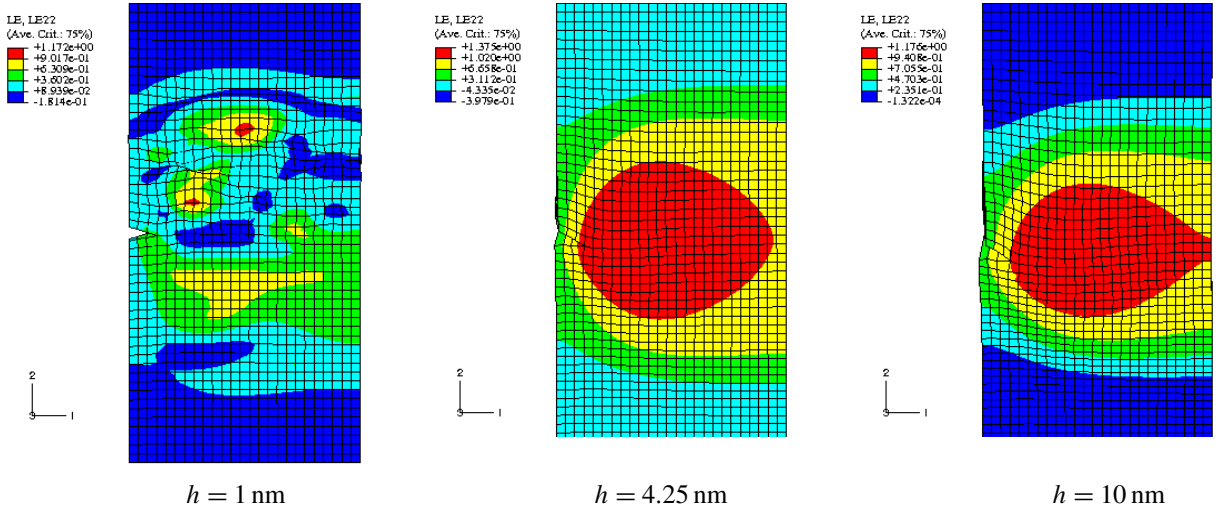 LE, LE22
(Ave. Crit.: 75%)
+1.172e+00
+9.017e-01
+6.309e-01
+3.602e-01
+8.939e-02
-1.814e-01
2
3 1
h = 1 nm
LE, LE22
(Ave. Crit.: 75%)
+1.375e+00
+1.020e+00
+6.658e-01
+3.112e-01
-4.335e-02
-3.979e-01
2
3 1
h = 4.25 nm
LE, LE22
(Ave. Crit.: 75%)
+1.176e+00
+9.408e-01
+7.055e-01
+4.703e-01
+2.351e-01
-1.322e-04
2
3 1
h = 10 nm